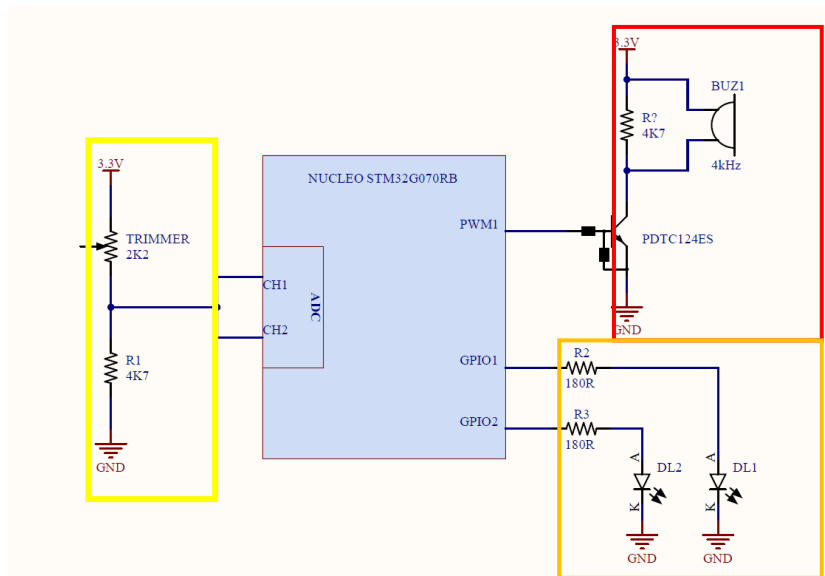 3.3V
BUZ1
R?
4K7
4kHz
3.3V
NUCLEO STM32G070RB
PWM1
PDTC124ES
TRIMMER
2K2
CH1
ADC
CH2
GND
R1
4K7
GPIO1
R2
180R
GPIO2
R3
180R
GND
A
DL2
A
DL1
K
K
GND
GND